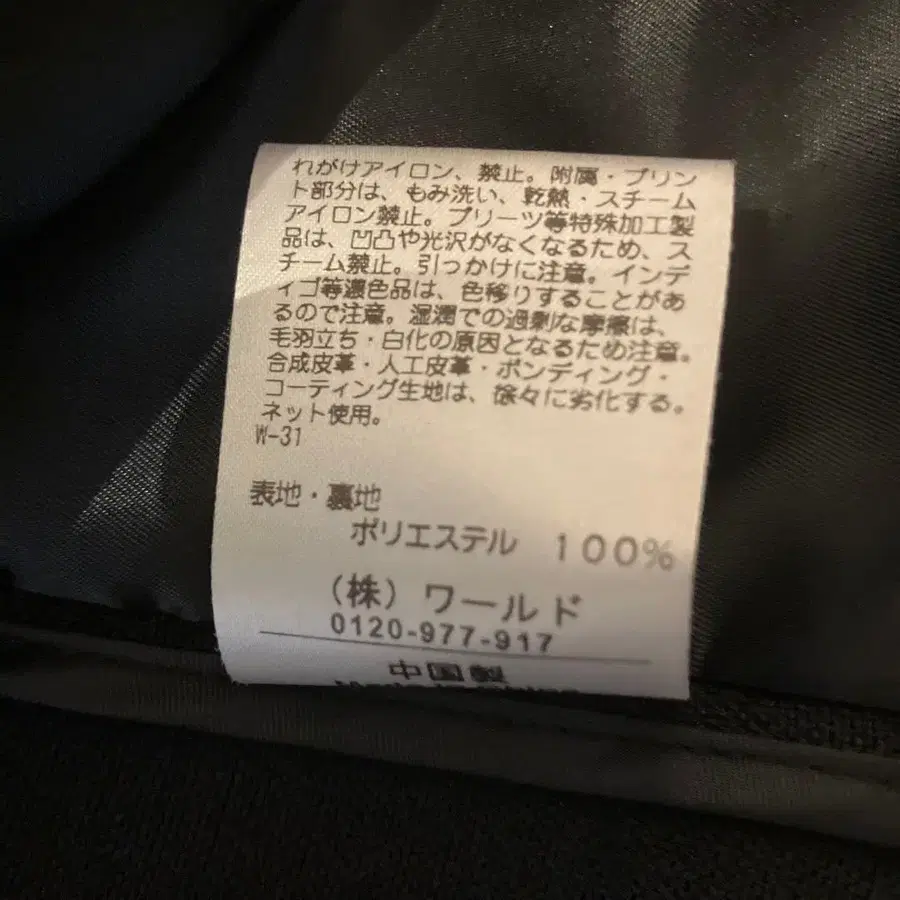 れがけアイロン、禁止。附属・プリン
ト部分は、もみ洗い、乾熱・スチーム
アイロン禁止。プリーツ等特殊加工製
品は、凹凸や光沢がなくなるため、ス
チーム禁止。引っかけに注意。インデ
ィゴ等濃色品は、色移りすることがあ
るので注意。湿潤での過剰な摩擦は、
毛羽立ち・白化の原因となるため注意。
合成皮革・人工皮革・ボンディング・
コーティング生地は、徐々に劣化する。
ネット使用。
W-31
表地・裏地
ポリエステル 100%
(株) ワールド
0120-977-917
中国製